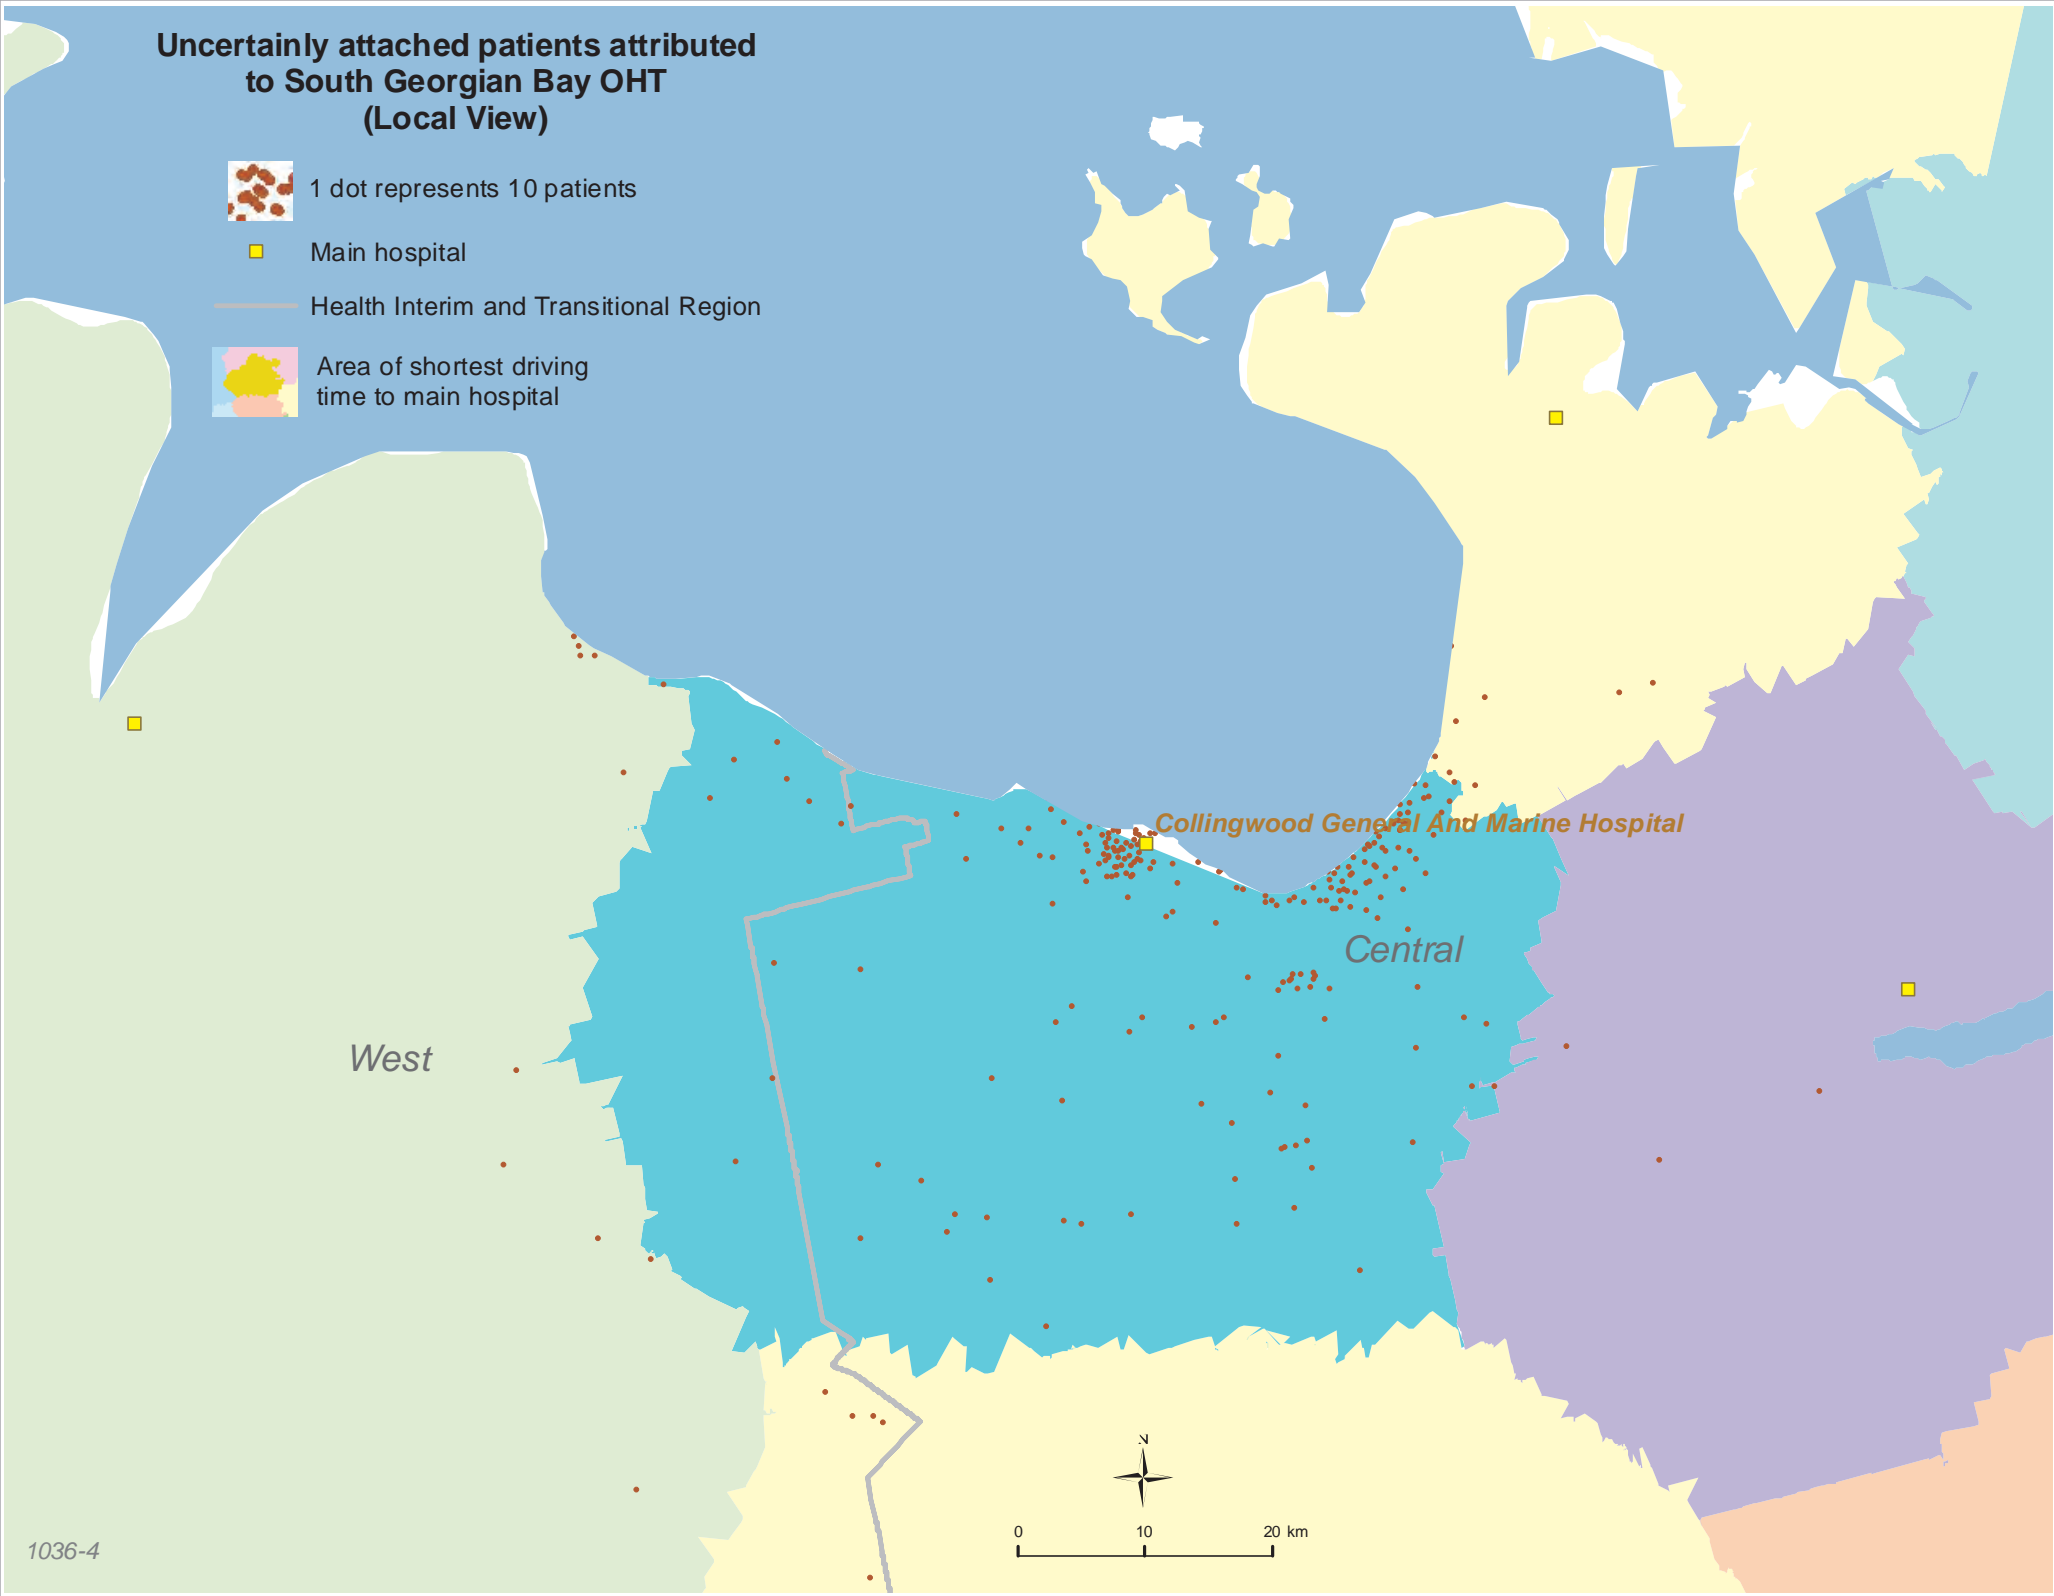 Uncertainly attached patients attributed
to South Georgian Bay OHT
(Local View)
1 dot represents 10 patients
Main hospital
Health Interim and Transitional Region
Area of shortest driving
time to main hospital
Collingwood General And Marine Hospital
Central
West
N
0 10 20 km
1036-4